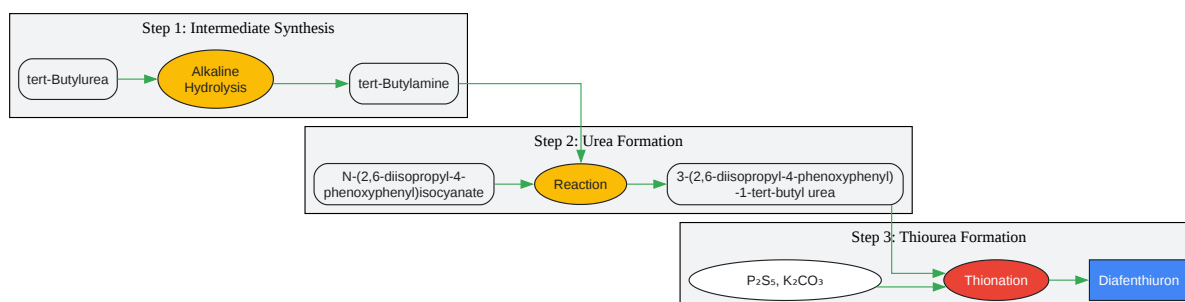 Step 1: Intermediate Synthesis
tert-Butylurea
Alkaline
Hydrolysis
tert-Butylamine
Step 2: Urea Formation
N-(2,6-diisopropyl-4-
phenoxyphenyl)isocyanate
Reaction
3-(2,6-diisopropyl-4-phenoxyphenyl)
-1-tert-butyl urea
Step 3: Thiourea Formation
P₂S₅, K₂CO₃
Thionation
Diafenthiuron